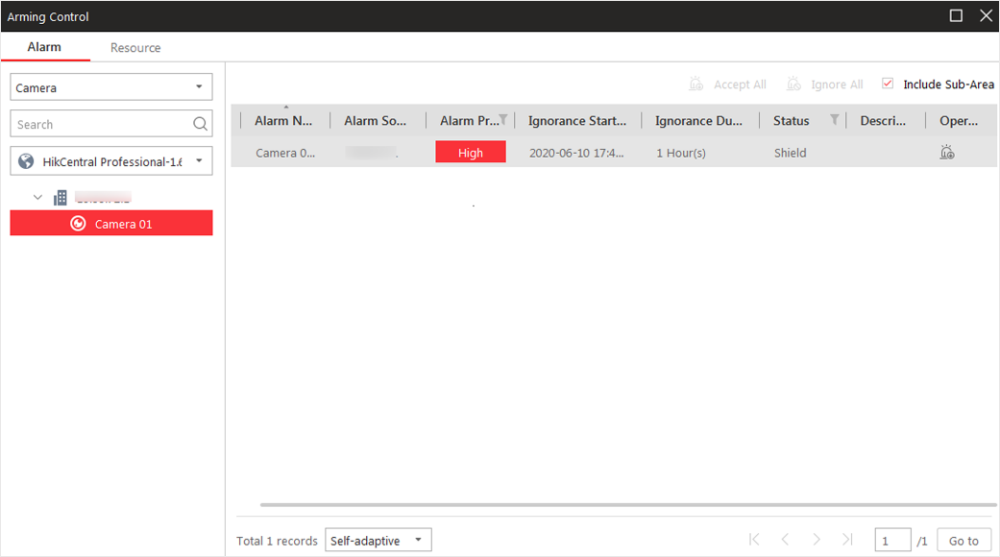 Arming Control
Alarm Resource
Camera
Accept All Ignore All Include Sub-Area
Search
Alarm N... Alarm So... Alarm Pr... Ignorance Start... Ignorance Du... Status Descri... Oper...
Camera 0... High 2020-06-10 17:4... 1 Hour(s) Shield
HikCentral Professional-1.6
Camera 01
Total 1 records Self-adaptive 1 /1 Go to